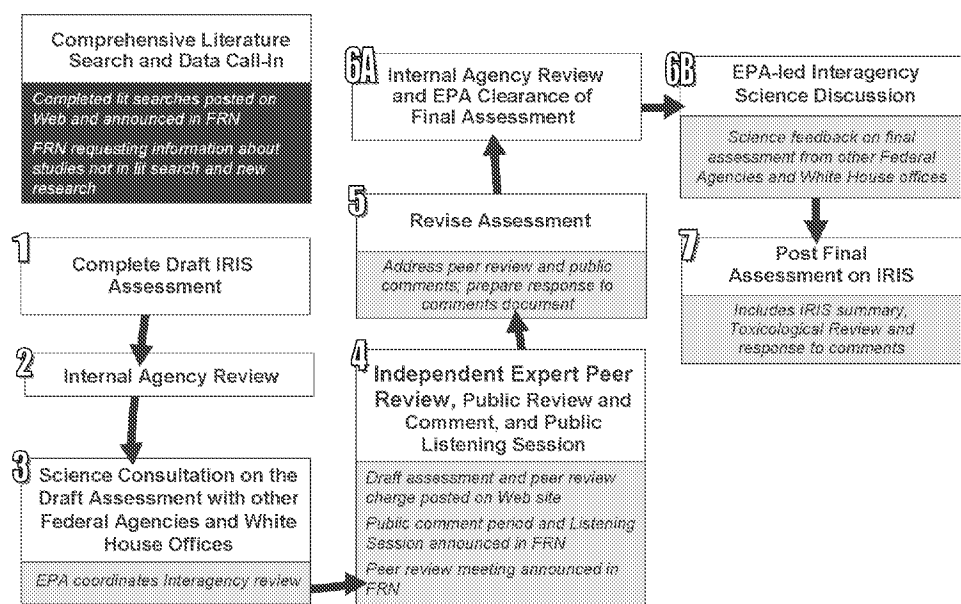 Comprehensive Literature
Search and Data Call-In
Completed lit searches posted on
Web and announced in FRN
FRN requesting information about
studies not in lit search and new
research
1
Complete Draft IRIS
Assessment
2
Internal Agency Review
3
Science Consultation on the
Draft Assessment with other
Federal Agencies and White
House Offices
EPA coordinates Interagency review
4
Independent Expert Peer
Review, Public Review and
Comment, and Public
Listening Session
Draft assessment and peer review
charge posted on Web site
Public comment period and Listening
Session announced in FRN
Peer review meeting announced in
FRN
5
Revise Assessment
Address peer review and public
comments; prepare response to
comments document
6A
Internal Agency Review
and EPA Clearance of
Final Assessment
6B
EPA-led Interagency
Science Discussion
Science feedback on final
assessment from other Federal
Agencies and White House offices
7
Post Final
Assessment on IRIS
Includes IRIS summary,
Toxicological Review and
response to comments